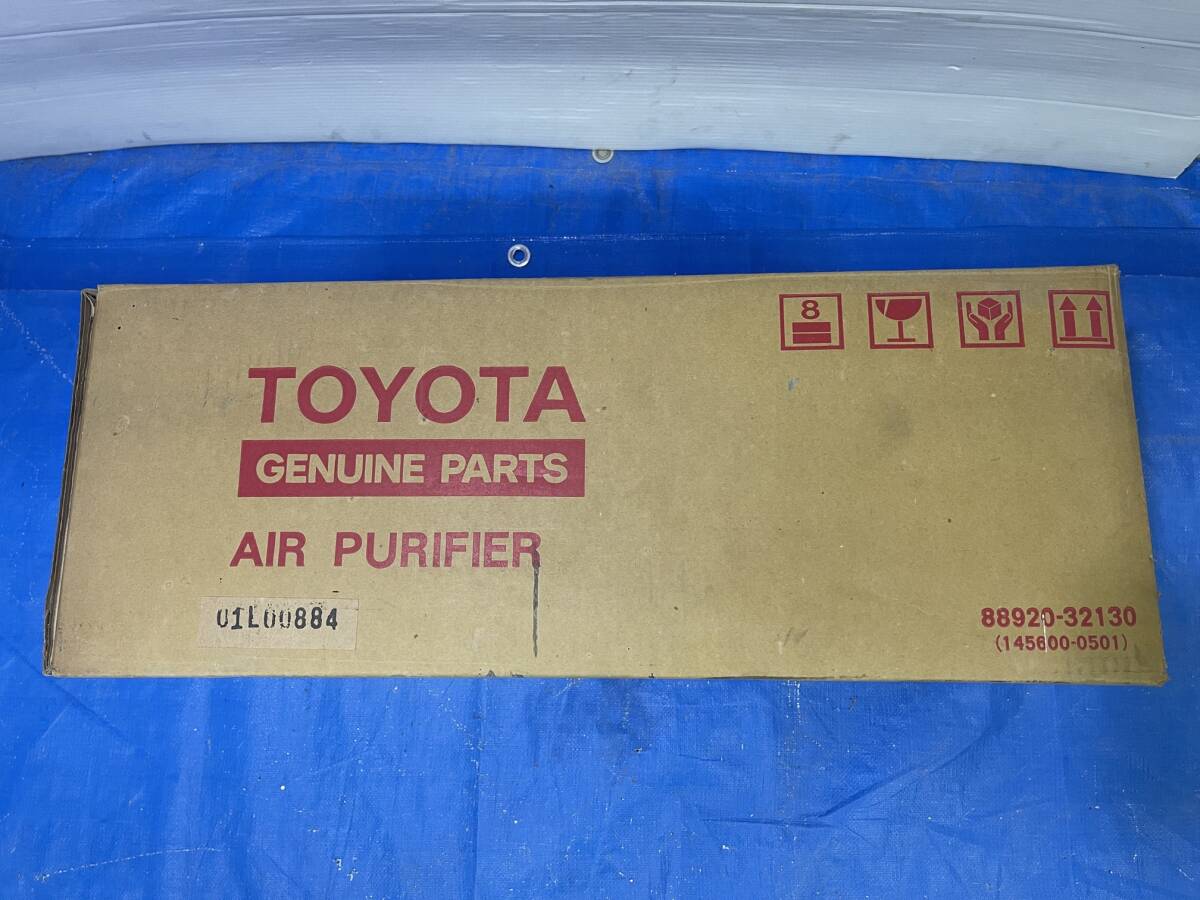 8
TOYOTA
GENUINE PARTS
AIR PURIFIER
01L00884
88920-32130
(145600-0501)